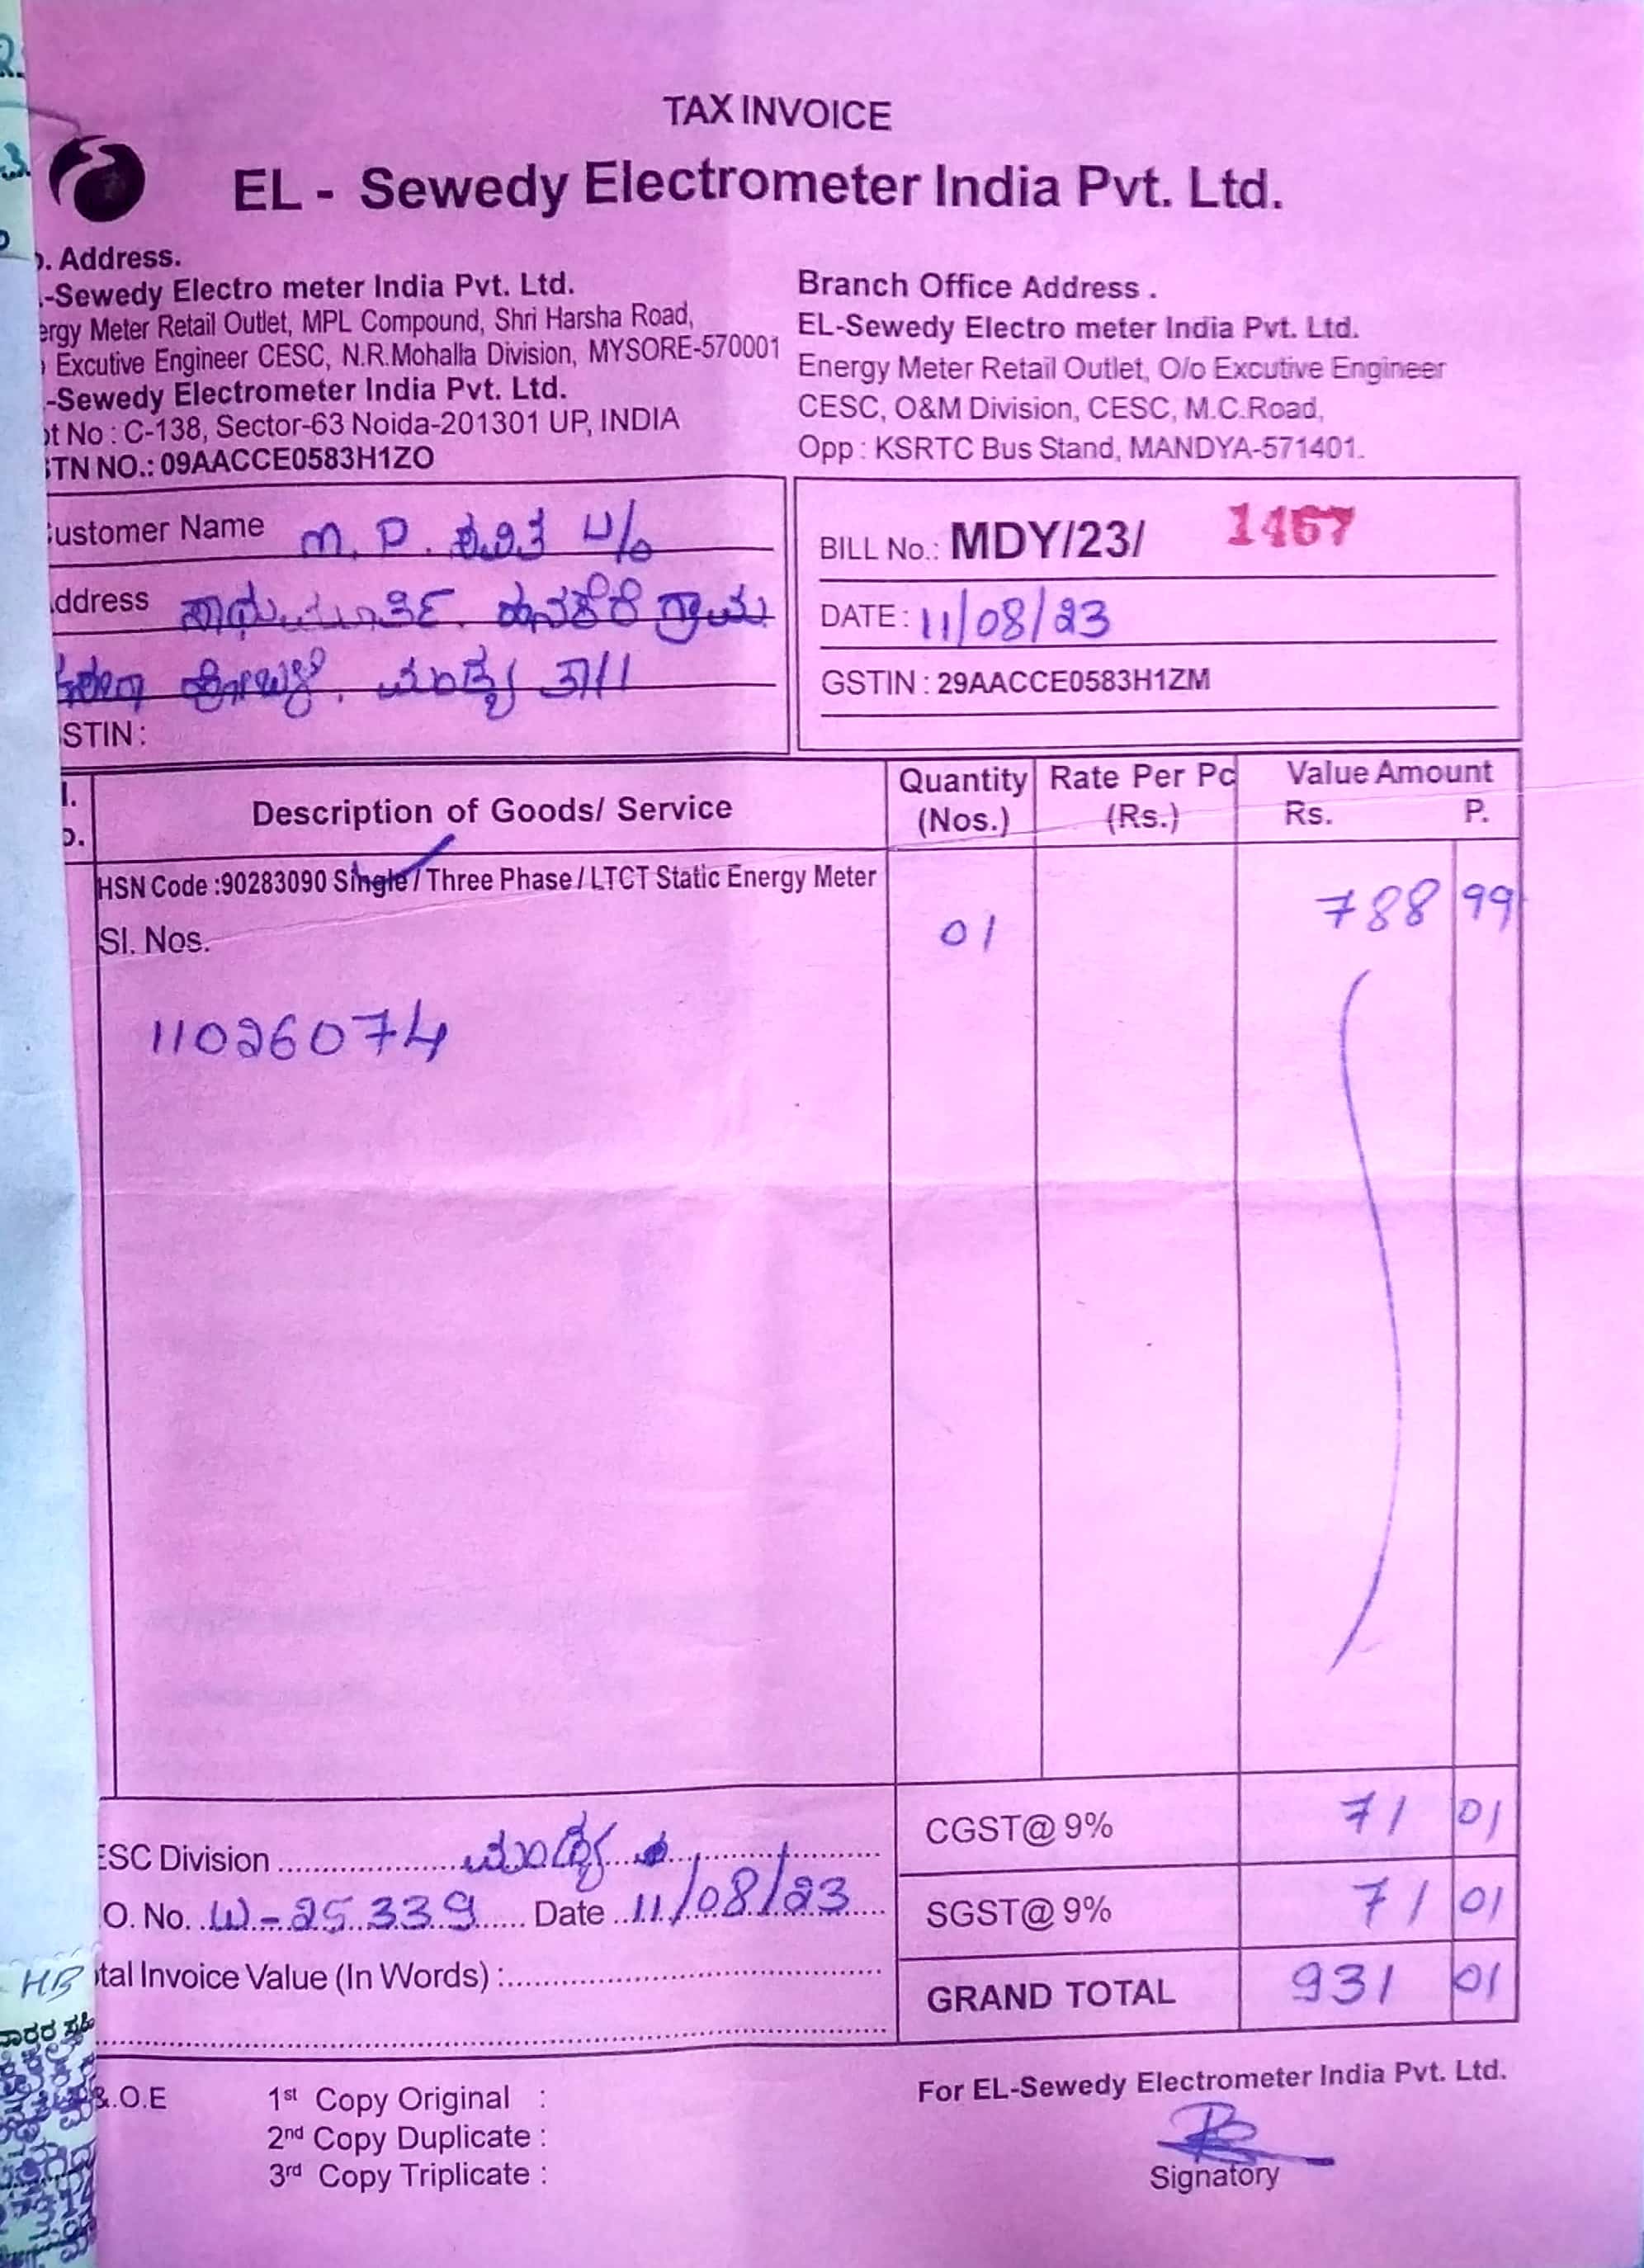 TAX INVOICE
EL - Sewedy Electrometer India Pvt. Ltd.
Address.
-Sewedy Electro meter India Pvt. Ltd.
ergy Meter Retail Outlet, MPL Compound, Shri Harsha Road,
Excutive Engineer CESC, N.R.Mohalla Division, MYSORE-570001
-Sewedy Electrometer India Pvt. Ltd.
t No : C-138, Sector-63 Noida-201301 UP, INDIA
TN NO.: 09AACCE0583H1ZO
Branch Office Address .
EL-Sewedy Electro meter India Pvt. Ltd.
Energy Meter Retail Outlet, O/o Excutive Engineer
CESC, O&M Division, CESC, M.C.Road,
Opp : KSRTC Bus Stand, MANDYA-571401.
ustomer Name M. P.
ddress ಗ್ರಾಮ
ಮಂಡ್ಯ ತಾ||
STIN :
BILL No.: MDY/23/ 1467
DATE : 11/08/23
GSTIN : 29AACCE0583H1ZM
Description of Goods/ Service
Quantity (Nos.)
Rate Per Pc (Rs.)
Value Amount
Rs. P.
HSN Code :90283090 Single / Three Phase / LTCT Static Energy Meter
Sl. Nos.
01 788 99
11026074
ESC Division ಮಂಡ್ಯ
O. No. W-25339 Date 11/08/23
tal Invoice Value (In Words) :
CGST@ 9% 71 01
SGST@ 9% 71 01
GRAND TOTAL 931 01
HB
&.O.E
1st Copy Original :
2nd Copy Duplicate :
3rd Copy Triplicate :
For EL-Sewedy Electrometer India Pvt. Ltd.
Signatory